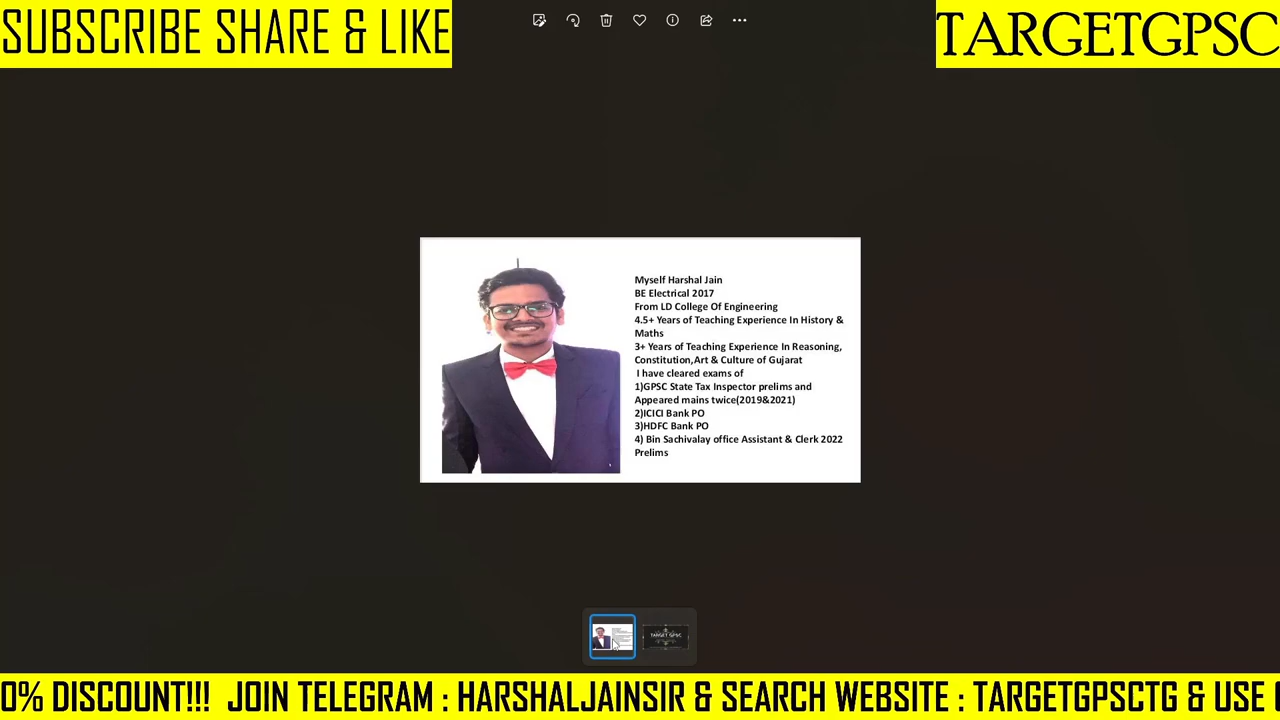 SUBSCRIBE SHARE & LIKE
TARGETGPSC
Myself Harshal Jain
BE Electrical 2017
From LD College Of Engineering
4.5+ Years of Teaching Experience In History &
Maths
3+ Years of Teaching Experience In Reasoning,
Constitution,Art & Culture of Gujarat
I have cleared exams of
1)GPSC State Tax Inspector prelims and
Appeared mains twice(2019&2021)
2)ICICI Bank PO
3)HDFC Bank PO
4) Bin Sachivalay office Assistant & Clerk 2022
Prelims
TARGET GPSC
0% DISCOUNT!!! JOIN TELEGRAM : HARSHALJAINSIR & SEARCH WEBSITE : TARGETGPSCTG & USE